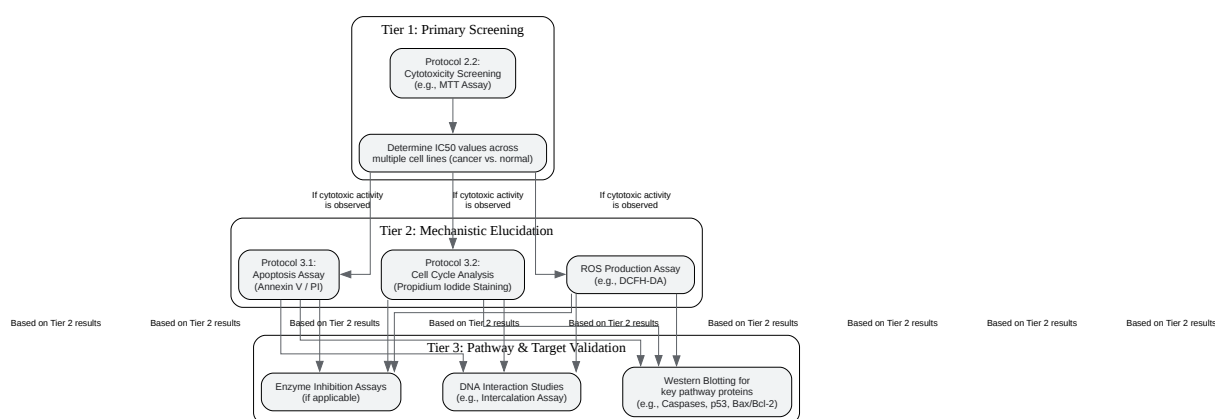 Tier 1: Primary Screening
Protocol 2.2:
Cytotoxicity Screening
(e.g., MTT Assay)
Determine IC50 values across
multiple cell lines (cancer vs. normal)
If cytotoxic activity
is observed
If cytotoxic activity
is observed
If cytotoxic activity
is observed
Tier 2: Mechanistic Elucidation
Protocol 3.1:
Apoptosis Assay
(Annexin V / PI)
Protocol 3.2:
Cell Cycle Analysis
(Propidium Iodide Staining)
ROS Production Assay
(e.g., DCFH-DA)
Based on Tier 2 results
Based on Tier 2 results
Based on Tier 2 results
Based on Tier 2 results
Based on Tier 2 results
Based on Tier 2 results
Based on Tier 2 results
Based on Tier 2 results
Based on Tier 2 results
Tier 3: Pathway & Target Validation
Enzyme Inhibition Assays
(if applicable)
DNA Interaction Studies
(e.g., Intercalation Assay)
Western Blotting for
key pathway proteins
(e.g., Caspases, p53, Bax/Bcl-2)